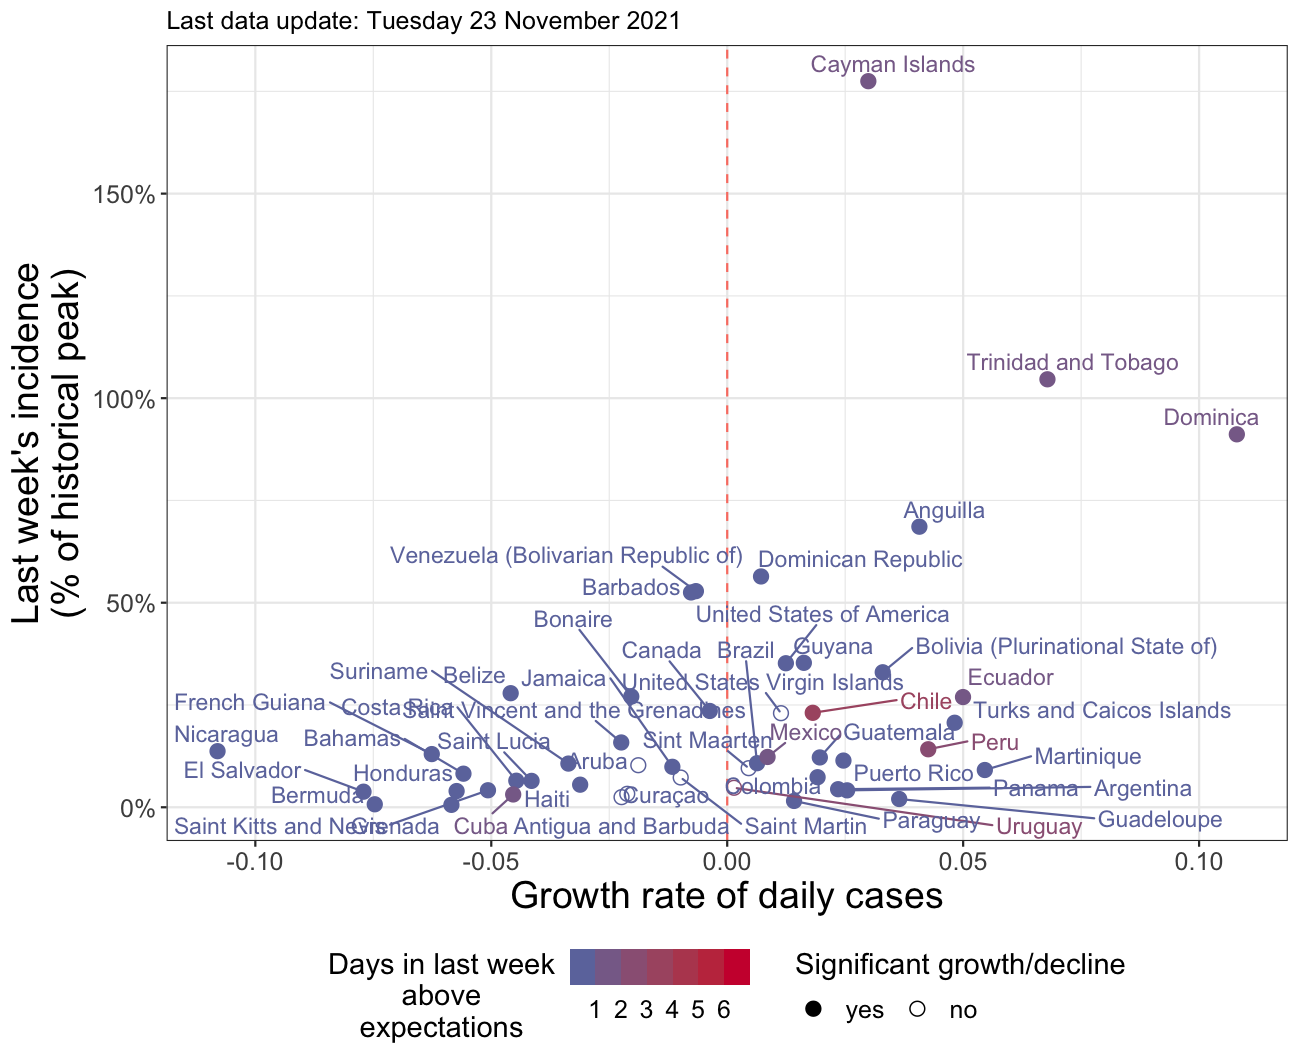 Last data update: Tuesday 23 November 2021
Last week's incidence
(% of historical peak)
150%
100%
50%
0%
Cayman Islands
Trinidad and Tobago
Dominica
Anguilla
Venezuela (Bolivarian Republic of)
Dominican Republic
Barbados
United States of America
Bonaire
Canada
Brazil
Guyana
Bolivia (Plurinational State of)
Suriname
Belize
Jamaica
United States Virgin Islands
Ecuador
French Guiana
Costa Rica
Saint Vincent and the Grenadines
Chile
Turks and Caicos Islands
Nicaragua
Bahamas
Saint Lucia
Sint Maarten
Mexico
Guatemala
Peru
El Salvador
Honduras
Aruba
Puerto Rico
Martinique
Bermuda
Haiti
Curaçao
Colombia
Panama
Argentina
Saint Kitts and Nevis
Grenada
Cuba
Antigua and Barbuda
Saint Martin
Paraguay
Uruguay
Guadeloupe
-0.10
-0.05
0.00
0.05
0.10
Growth rate of daily cases
Days in last week
above
expectations
1 2 3 4 5 6
Significant growth/decline
yes
no